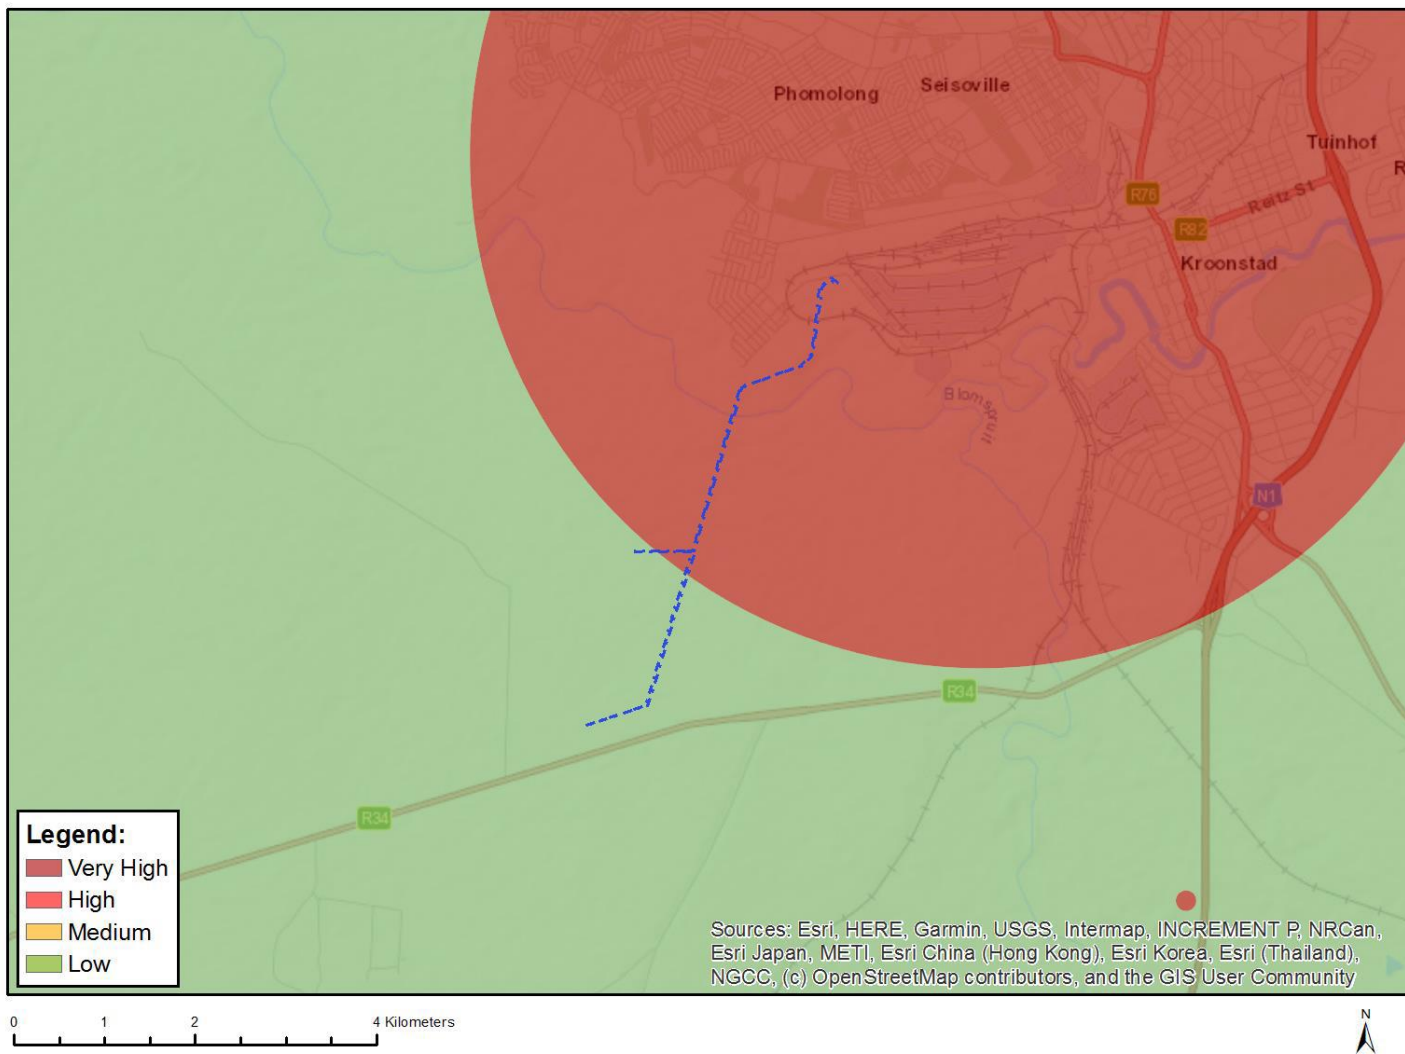 Phomolong
Seisoville
Tuinhof
R
R76
Reitz St
R82
Kroonstad
Blomspruit
N1
R34
R34
Legend:
Very High
High
Medium
Low
Sources: Esri, HERE, Garmin, USGS, Intermap, INCREMENT P, NRCan,
Esri Japan, METI, Esri China (Hong Kong), Esri Korea, Esri (Thailand),
NGCC, (c) OpenStreetMap contributors, and the GIS User Community
0 1 2 4 Kilometers
N